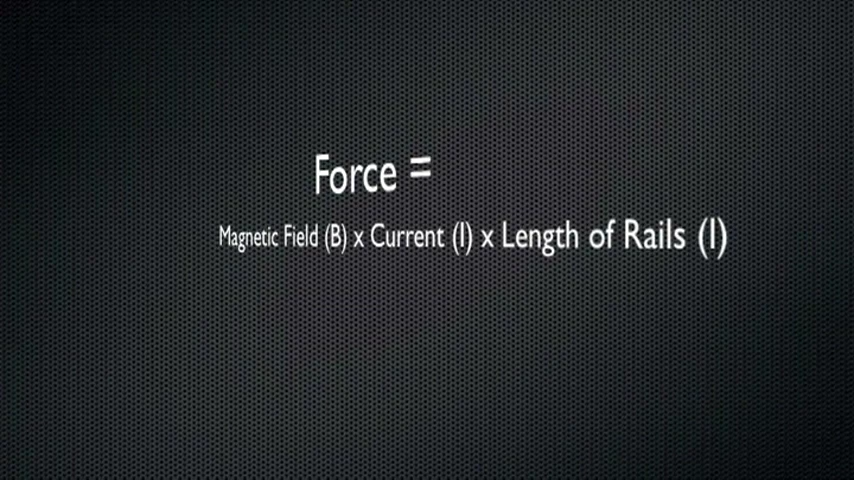 Force =
Magnetic Field (B) x Current (I) x Length of Rails (l)